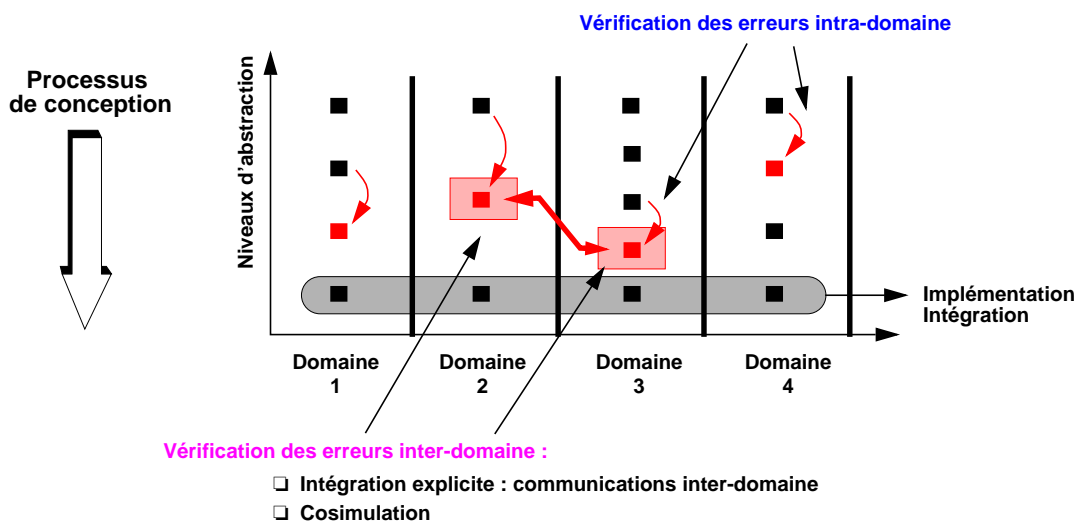 Vérification des erreurs intra-domaine
Processus
de conception
Niveaux d'abstraction
Implémentation
Intégration
Domaine
1
Domaine
2
Domaine
3
Domaine
4
Vérification des erreurs inter-domaine :
❏ Intégration explicite : communications inter-domaine
❏ Cosimulation